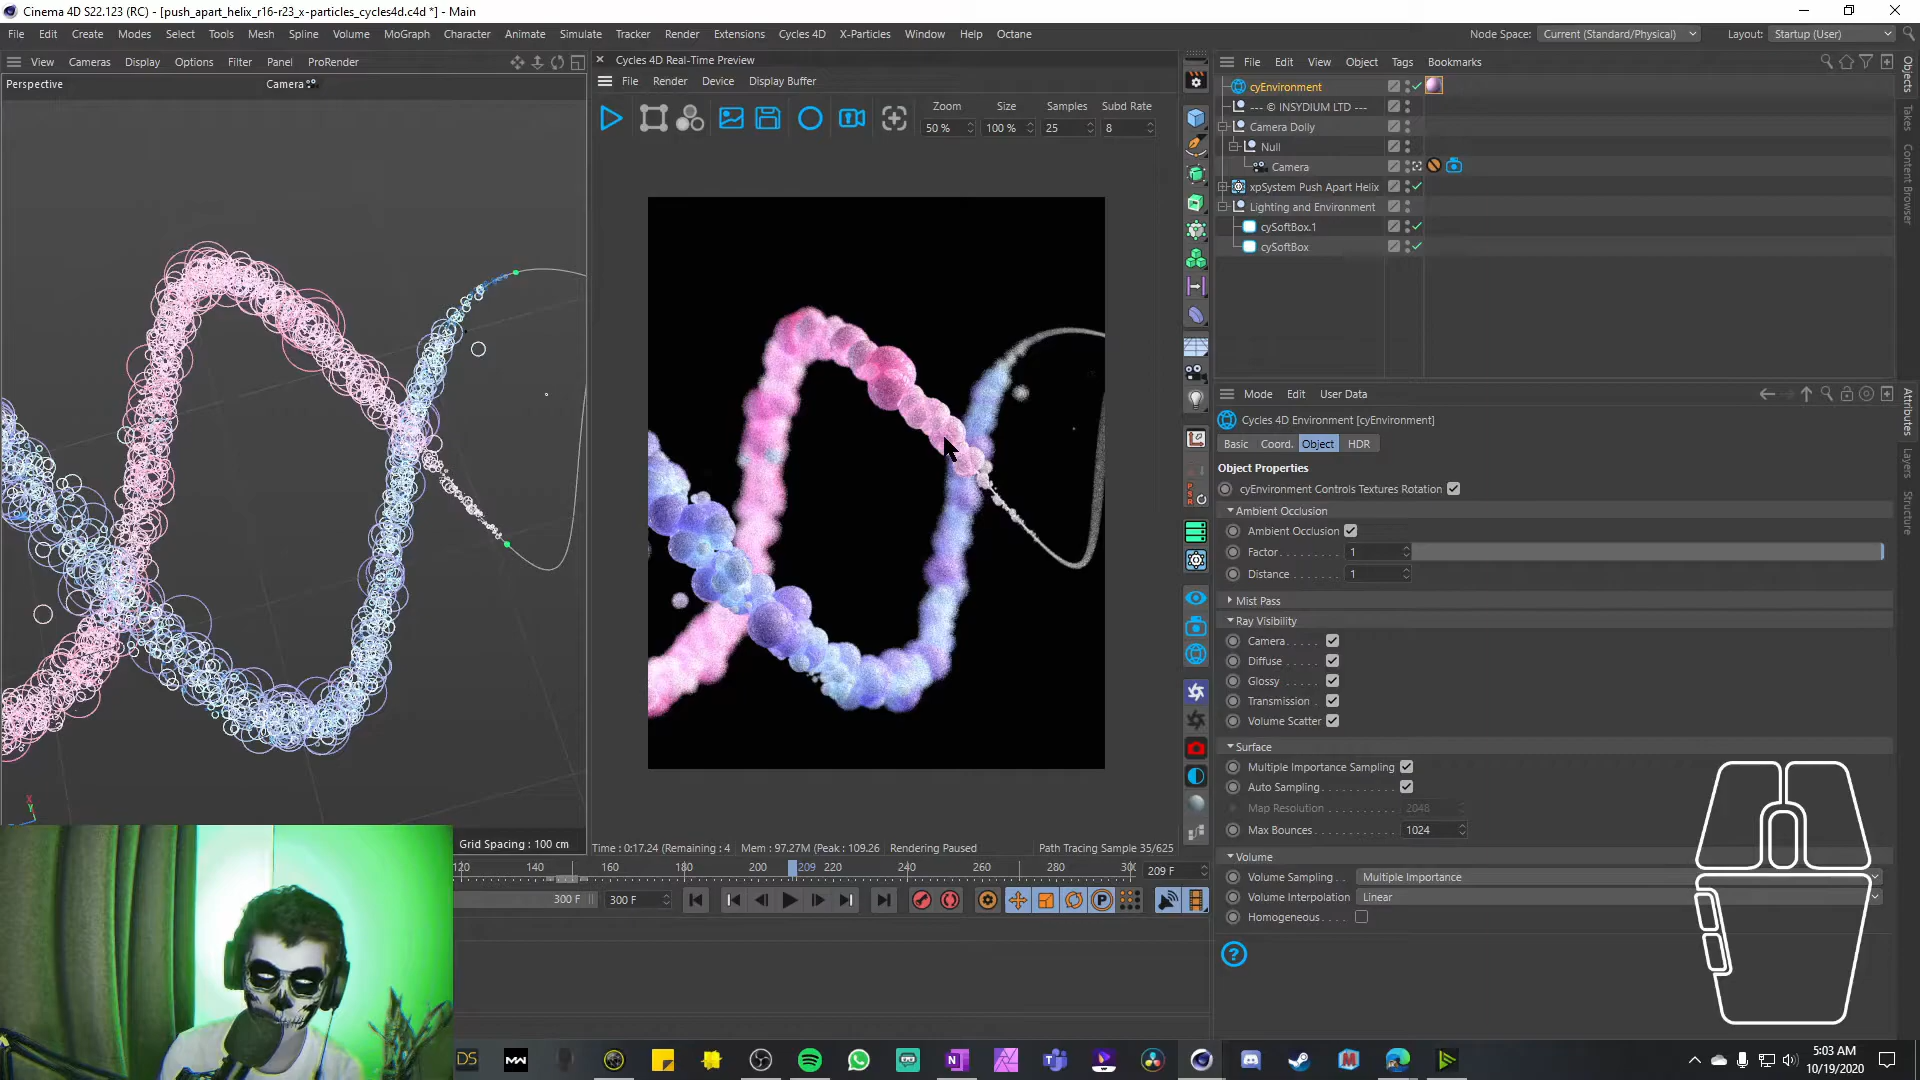 Cinema 4D S22.123 (RC) - [push_apart_helix_r16-r23_x-particles_cycles4d.c4d *] - Main
File Edit Create Modes Select Tools Mesh Spline Volume MoGraph Character Animate Simulate Tracker Render Extensions Cycles 4D X-Particles Window Help Octane
Node Space: Current (Standard/Physical) Layout: Startup (User)
View Cameras Display Options Filter Panel ProRender
Perspective
Camera
Grid Spacing : 100 cm
Cycles 4D Real-Time Preview
File Render Device Display Buffer
Zoom Size Samples Subd Rate
50 % 100 % 25 8
Time : 0:17.24 (Remaining : 4 Mem : 97.27M (Peak : 109.26 Rendering Paused Path Tracing Sample 35/625
120 140 160 180 200 209 220 240 260 280 30(
209 F
300 F 300 F
P
File Edit View Object Tags Bookmarks
cyEnvironment
--- © INSYDIUM LTD ---
Camera Dolly
Null
Camera
xpSystem Push Apart Helix
Lighting and Environment
cySoftBox.1
cySoftBox
Objects
Takes
Content Browser
Mode Edit User Data
Cycles 4D Environment [cyEnvironment]
Basic Coord. Object HDR
Object Properties
cyEnvironment Controls Textures Rotation
Ambient Occlusion
Ambient Occlusion
Factor 1
Distance 1
Mist Pass
Ray Visibility
Camera
Diffuse
Glossy
Transmission
Volume Scatter
Surface
Multiple Importance Sampling
Auto Sampling
Map Resolution 2048
Max Bounces 1024
Volume
Volume Sampling Multiple Importance
Volume Interpolation Linear
Homogeneous
?
Attributes
Layers
Structure
DS
MW
5:03 AM
10/19/2020